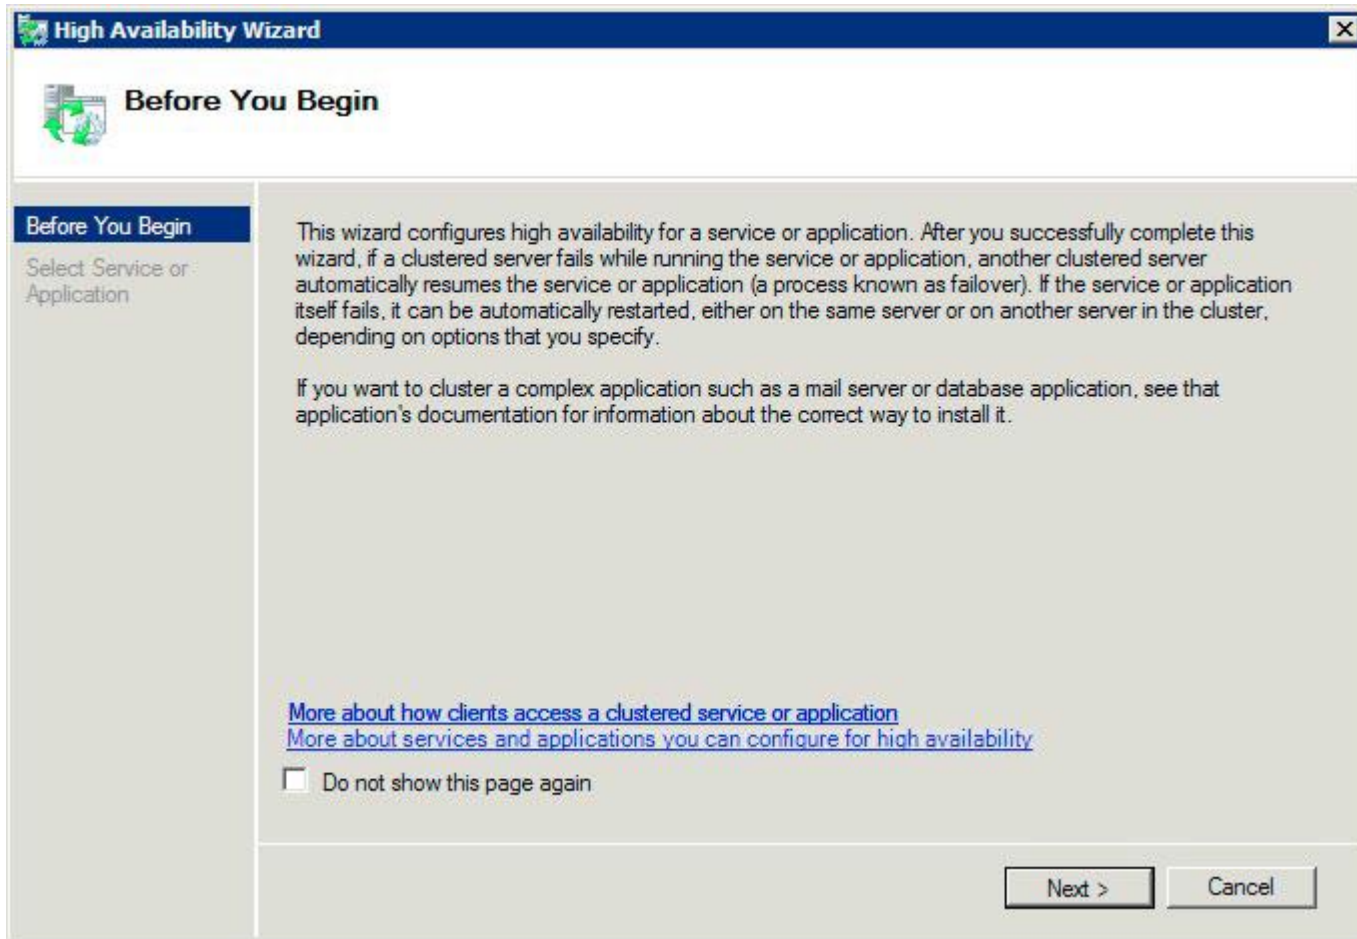 High Availability Wizard
Before You Begin
Before You Begin
Select Service or
Application
This wizard configures high availability for a service or application. After you successfully complete this
wizard, if a clustered server fails while running the service or application, another clustered server
automatically resumes the service or application (a process known as failover). If the service or application
itself fails, it can be automatically restarted, either on the same server or on another server in the cluster,
depending on options that you specify.
If you want to cluster a complex application such as a mail server or database application, see that
application's documentation for information about the correct way to install it.
More about how clients access a clustered service or application
More about services and applications you can configure for high availability
Do not show this page again
Next >
Cancel